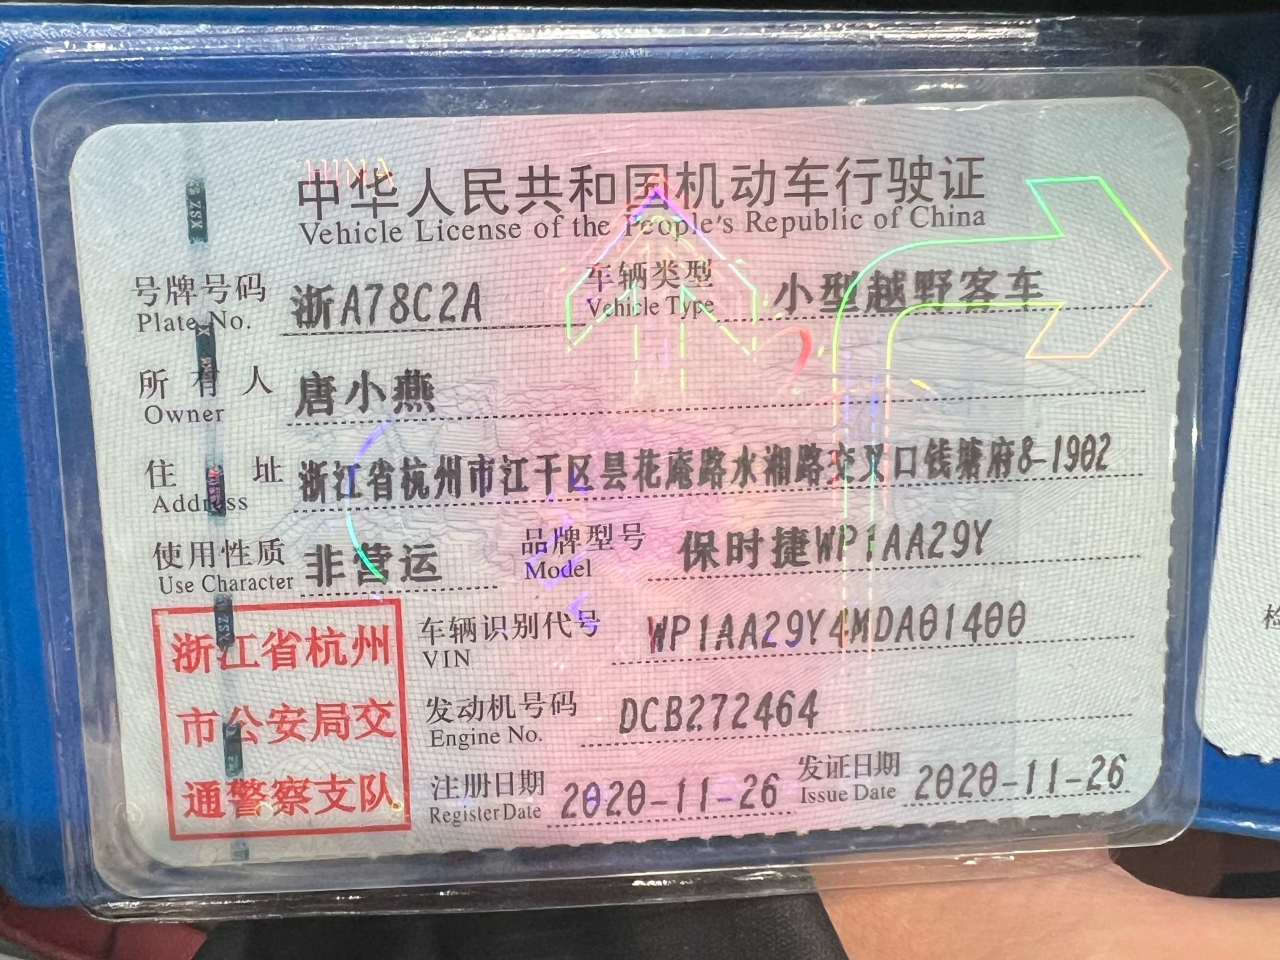 中华人民共和国机动车行驶证
Vehicle License of the People's Republic of China
号牌号码 浙A78C2A 车辆类型 小型越野客车
Plate No. Vehicle Type
所有人 唐小燕
Owner
住址 浙江省杭州市江干区昙花庵路水湘路交叉口钱塘府8-1902
Address
使用性质 非营运 品牌型号 保时捷WP1AA29Y
Use Character Model
浙江省杭州
市公安局交
通警察支队
车辆识别代号 WP1AA29Y4MDA01400
VIN
发动机号码 DCB272464
Engine No.
注册日期 2020-11-26 发证日期 2020-11-26
Register Date Issue Date